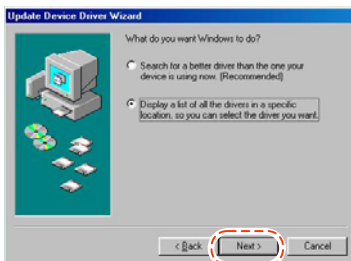 Update Device Driver Wizard
What do you want Windows to do?
Search for a better driver than the one your
device is using now. (Recommended)
Display a list of all the drivers in a specific
location, so you can select the driver you want.
< Back
Next >
Cancel